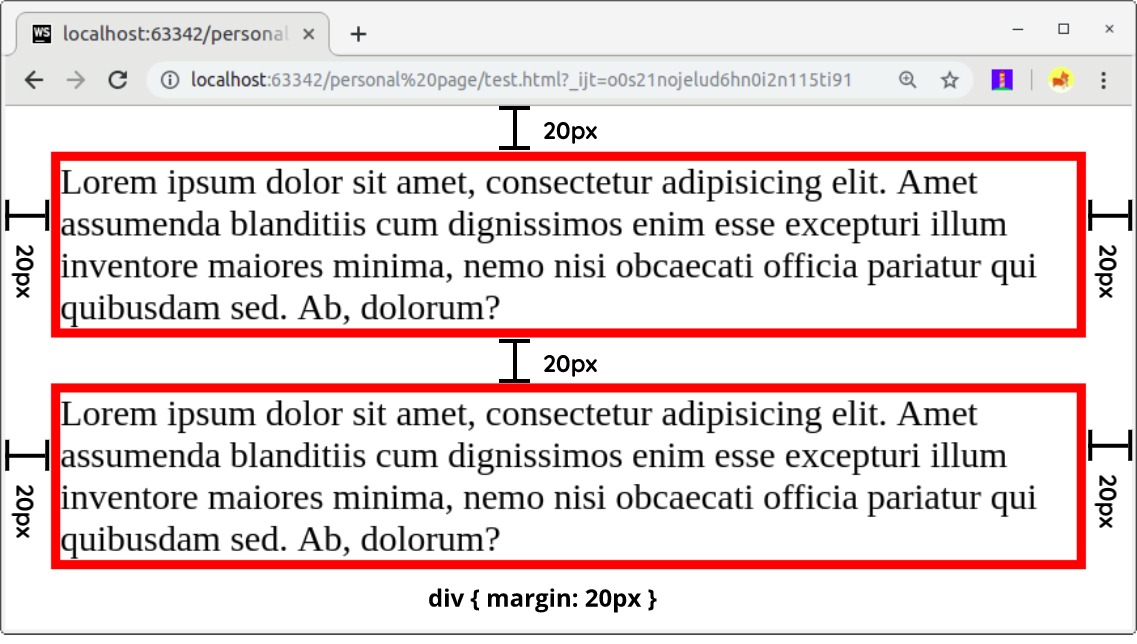 WS localhost:63342/personal
localhost:63342/personal%20page/test.html?_ijt=o0s21nojelud6hn0i2n115ti91
20px
Lorem ipsum dolor sit amet, consectetur adipisicing elit. Amet
assumenda blanditiis cum dignissimos enim esse excepturi illum
inventore maiores minima, nemo nisi obcaecati officia pariatur qui
quibusdam sed. Ab, dolorum?
20px
20px
20px
Lorem ipsum dolor sit amet, consectetur adipisicing elit. Amet
assumenda blanditiis cum dignissimos enim esse excepturi illum
inventore maiores minima, nemo nisi obcaecati officia pariatur qui
quibusdam sed. Ab, dolorum?
20px
20px
div { margin: 20px }